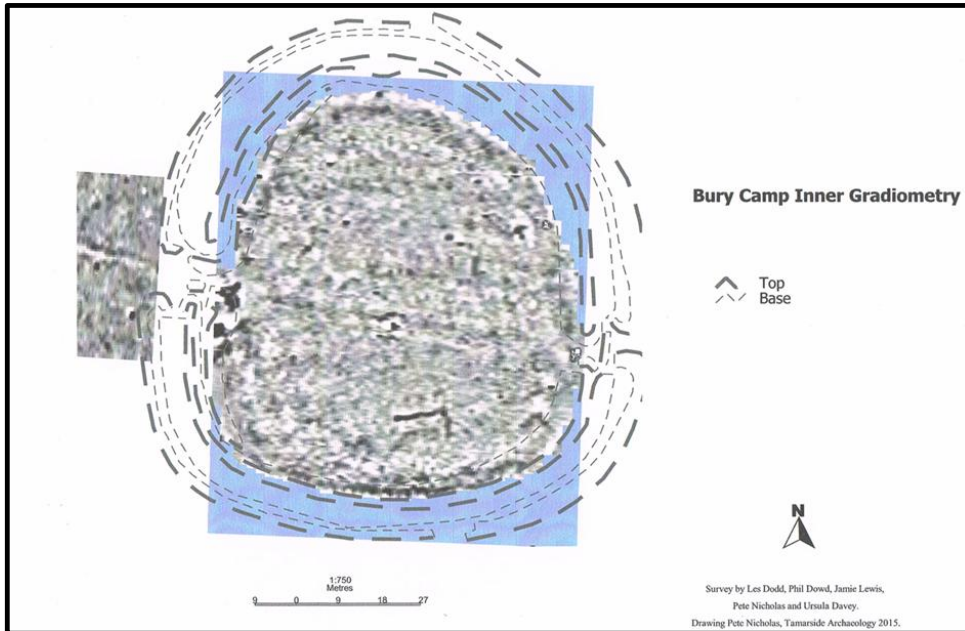 Bury Camp Inner Gradiometry
Top
Base
N
1:750
Metres
9 0 9 18 27
Survey by Les Dodd, Phil Dowd, Jamie Lewis,
Pete Nicholas and Ursula Davey.
Drawing Pete Nicholas, Tamarside Archaeology 2015.